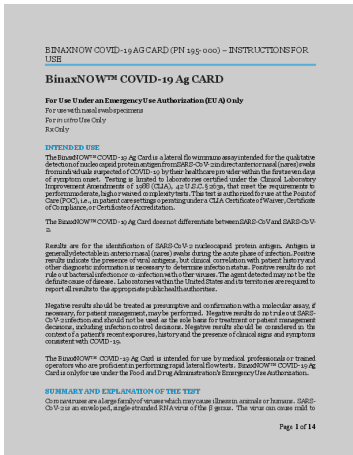 BINAXNOW COVID-19 AG CARD (PN 195-000) – INSTRUCTIONS FOR
USE
BinaxNOW™ COVID-19 Ag CARD
For Use Under an Emergency Use Authorization (EUA) Only
For use with nasal swab specimens
For in vitro Use Only
Rx Only
INTENDED USE
The BinaxNOW™ COVID-19 Ag Card is a lateral flow immunoassay intended for the qualitative
detection of nucleocapsid protein antigen from SARS-CoV-2 in direct anterior nasal (nares) swabs
from individuals suspected of COVID-19 by their healthcare provider within the first seven days
of symptom onset. Testing is limited to laboratories certified under the Clinical Laboratory
Improvement Amendments of 1988 (CLIA), 42 U.S.C. § 263a, that meet the requirements to
perform moderate, high or waived complexity tests. This test is authorized for use at the Point of
Care (POC), i.e., in patient care settings operating under a CLIA Certificate of Waiver, Certificate
of Compliance, or Certificate of Accreditation.
The BinaxNOW™ COVID-19 Ag Card does not differentiate between SARS-CoV and SARS-CoV-
2.
Results are for the identification of SARS-CoV-2 nucleocapsid protein antigen. Antigen is
generally detectable in anterior nasal (nares) swabs during the acute phase of infection. Positive
results indicate the presence of viral antigens, but clinical correlation with patient history and
other diagnostic information is necessary to determine infection status. Positive results do not
rule out bacterial infection or co-infection with other viruses. The agent detected may not be the
definite cause of disease. Laboratories within the United States and its territories are required to
report all results to the appropriate public health authorities.
Negative results should be treated as presumptive and confirmation with a molecular assay, if
necessary, for patient management, may be performed. Negative results do not rule out SARS-
CoV-2 infection and should not be used as the sole basis for treatment or patient management
decisions, including infection control decisions. Negative results should be considered in the
context of a patient's recent exposures, history and the presence of clinical signs and symptoms
consistent with COVID-19.
The BinaxNOW™ COVID-19 Ag Card is intended for use by medical professionals or trained
operators who are proficient in performing rapid lateral flow tests. BinaxNOW™ COVID-19 Ag
Card is only for use under the Food and Drug Administration's Emergency Use Authorization.
SUMMARY AND EXPLANATION OF THE TEST
Coronaviruses are a large family of viruses which may cause illness in animals or humans. SARS-
CoV-2 is an enveloped, single-stranded RNA virus of the β genus. The virus can cause mild to
Page 1 of 14